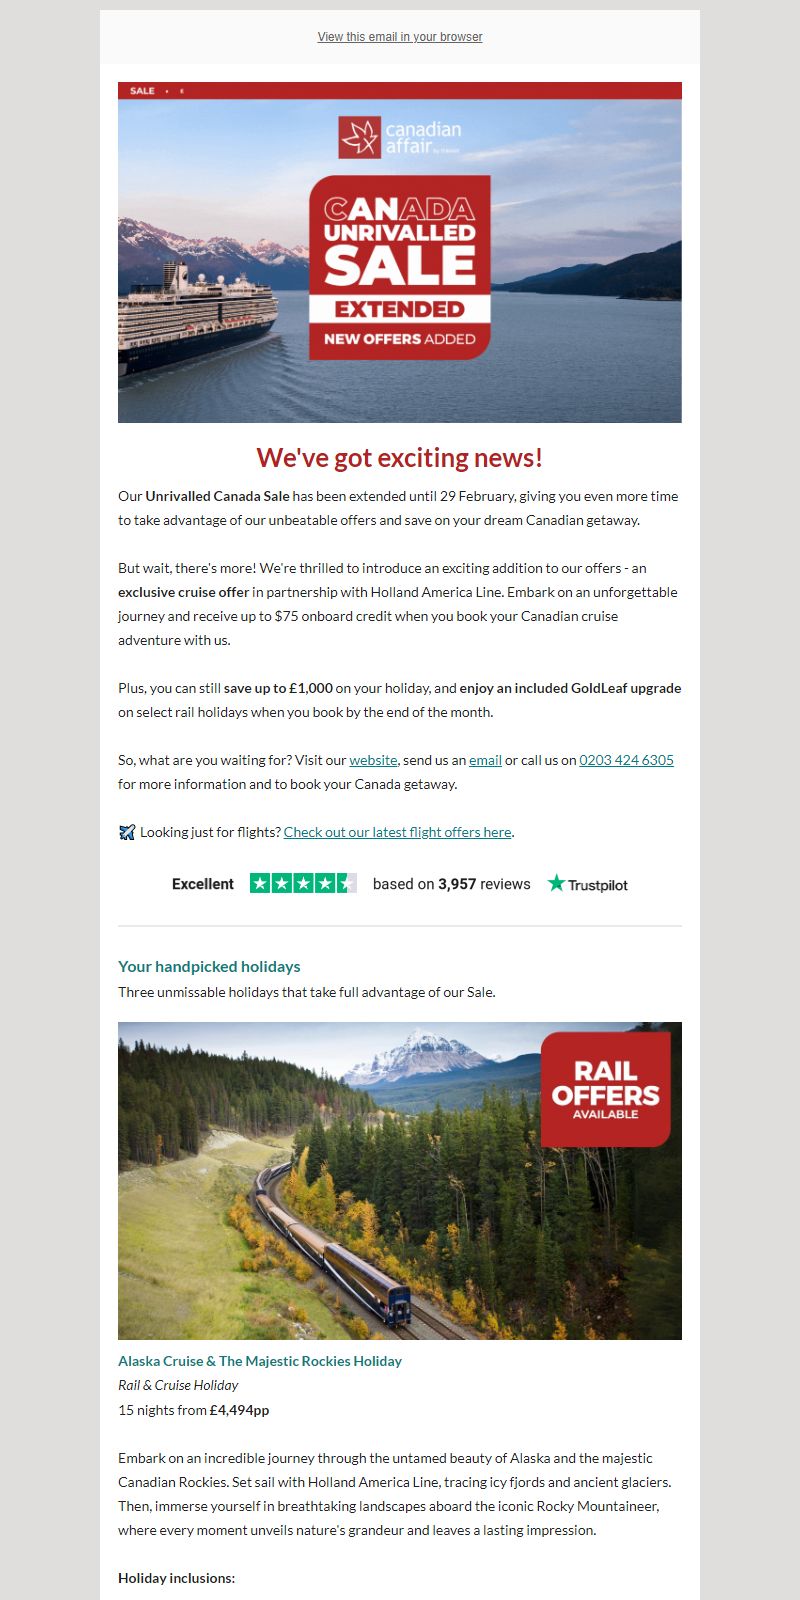 View this email in your browser
SALE
canadian
affair
CANADA
UNRIVALLED
SALE
EXTENDED
NEW OFFERS ADDED
We've got exciting news!
Our Unrivalled Canada Sale has been extended until 29 February, giving you even more time
to take advantage of our unbeatable offers and save on your dream Canadian getaway.
But wait, there's more! We're thrilled to introduce an exciting addition to our offers - an
exclusive cruise offer in partnership with Holland America Line. Embark on an unforgettable
journey and receive up to $75 onboard credit when you book your Canadian cruise
adventure with us.
Plus, you can still save up to £1,000 on your holiday, and enjoy an included GoldLeaf upgrade
on select rail holidays when you book by the end of the month.
So, what are you waiting for? Visit our website, send us an email or call us on 0203 424 6305
for more information and to book your Canada getaway.
Looking just for flights? Check out our latest flight offers here.
Excellent based on 3,957 reviews Trustpilot
Your handpicked holidays
Three unmissable holidays that take full advantage of our Sale.
RAIL
OFFERS
AVAILABLE
Alaska Cruise & The Majestic Rockies Holiday
Rail & Cruise Holiday
15 nights from £4,494pp
Embark on an incredible journey through the untamed beauty of Alaska and the majestic
Canadian Rockies. Set sail with Holland America Line, tracing icy fjords and ancient glaciers.
Then, immerse yourself in breathtaking landscapes aboard the iconic Rocky Mountaineer,
where every moment unveils nature's grandeur and leaves a lasting impression.
Holiday inclusions: